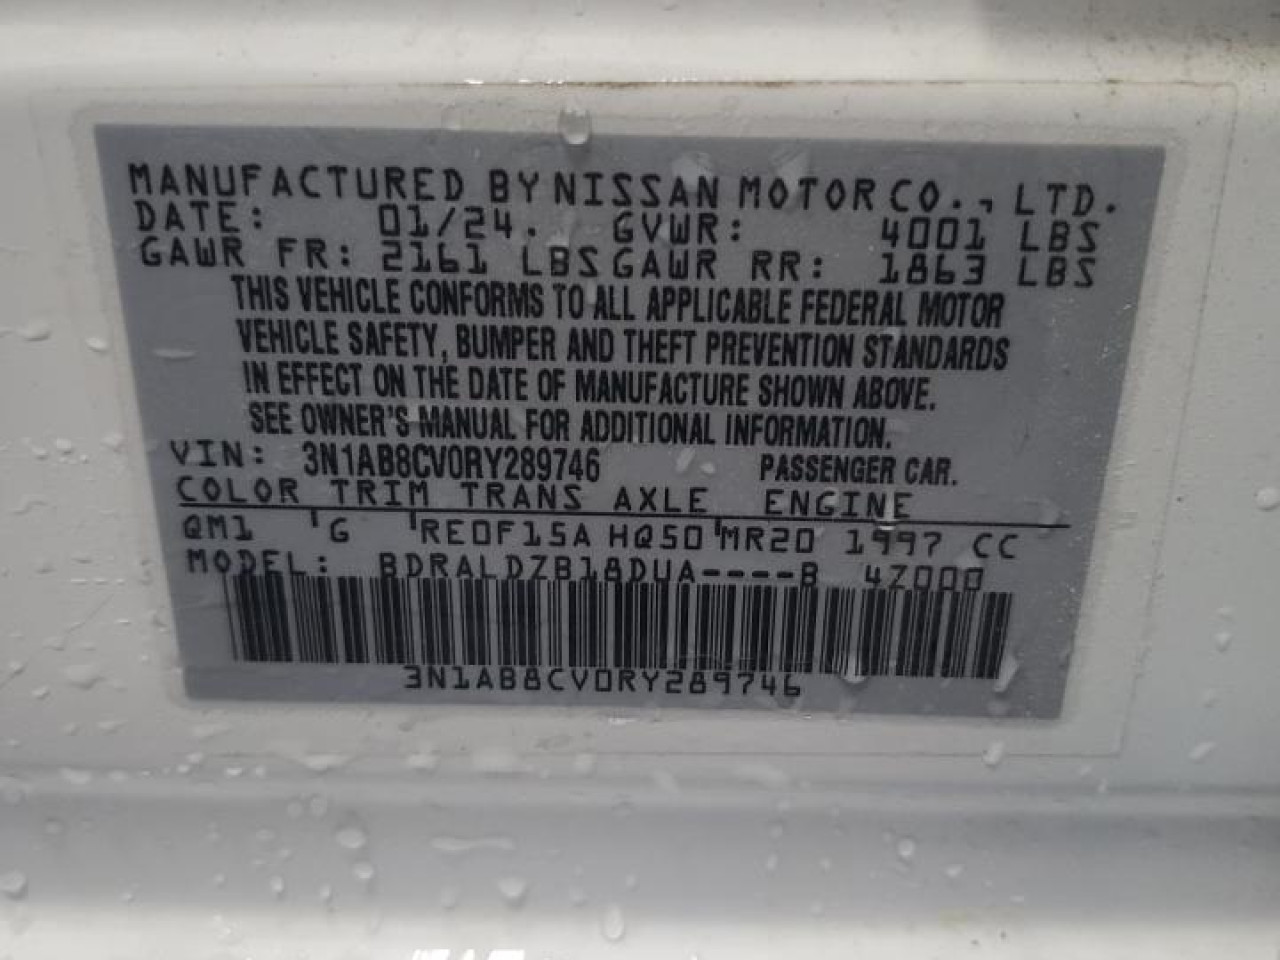 MANUFACTURED BY NISSAN MOTOR CO., LTD.
DATE: 01/24. GVWR: 4001 LBS
GAWR FR: 2161 LBS GAWR RR: 1863 LBS
THIS VEHICLE CONFORMS TO ALL APPLICABLE FEDERAL MOTOR
VEHICLE SAFETY, BUMPER AND THEFT PREVENTION STANDARDS
IN EFFECT ON THE DATE OF MANUFACTURE SHOWN ABOVE.
SEE OWNER'S MANUAL FOR ADDITIONAL INFORMATION.
VIN: 3N1AB8CV0RY289746 PASSENGER CAR.
COLOR TRIM TRANS AXLE ENGINE
QM1 G RE0F15A HQ50 MR20 1997 CC
MODEL: BDRALDZB18DUA----B 4Z000
3N1AB8CV0RY289746